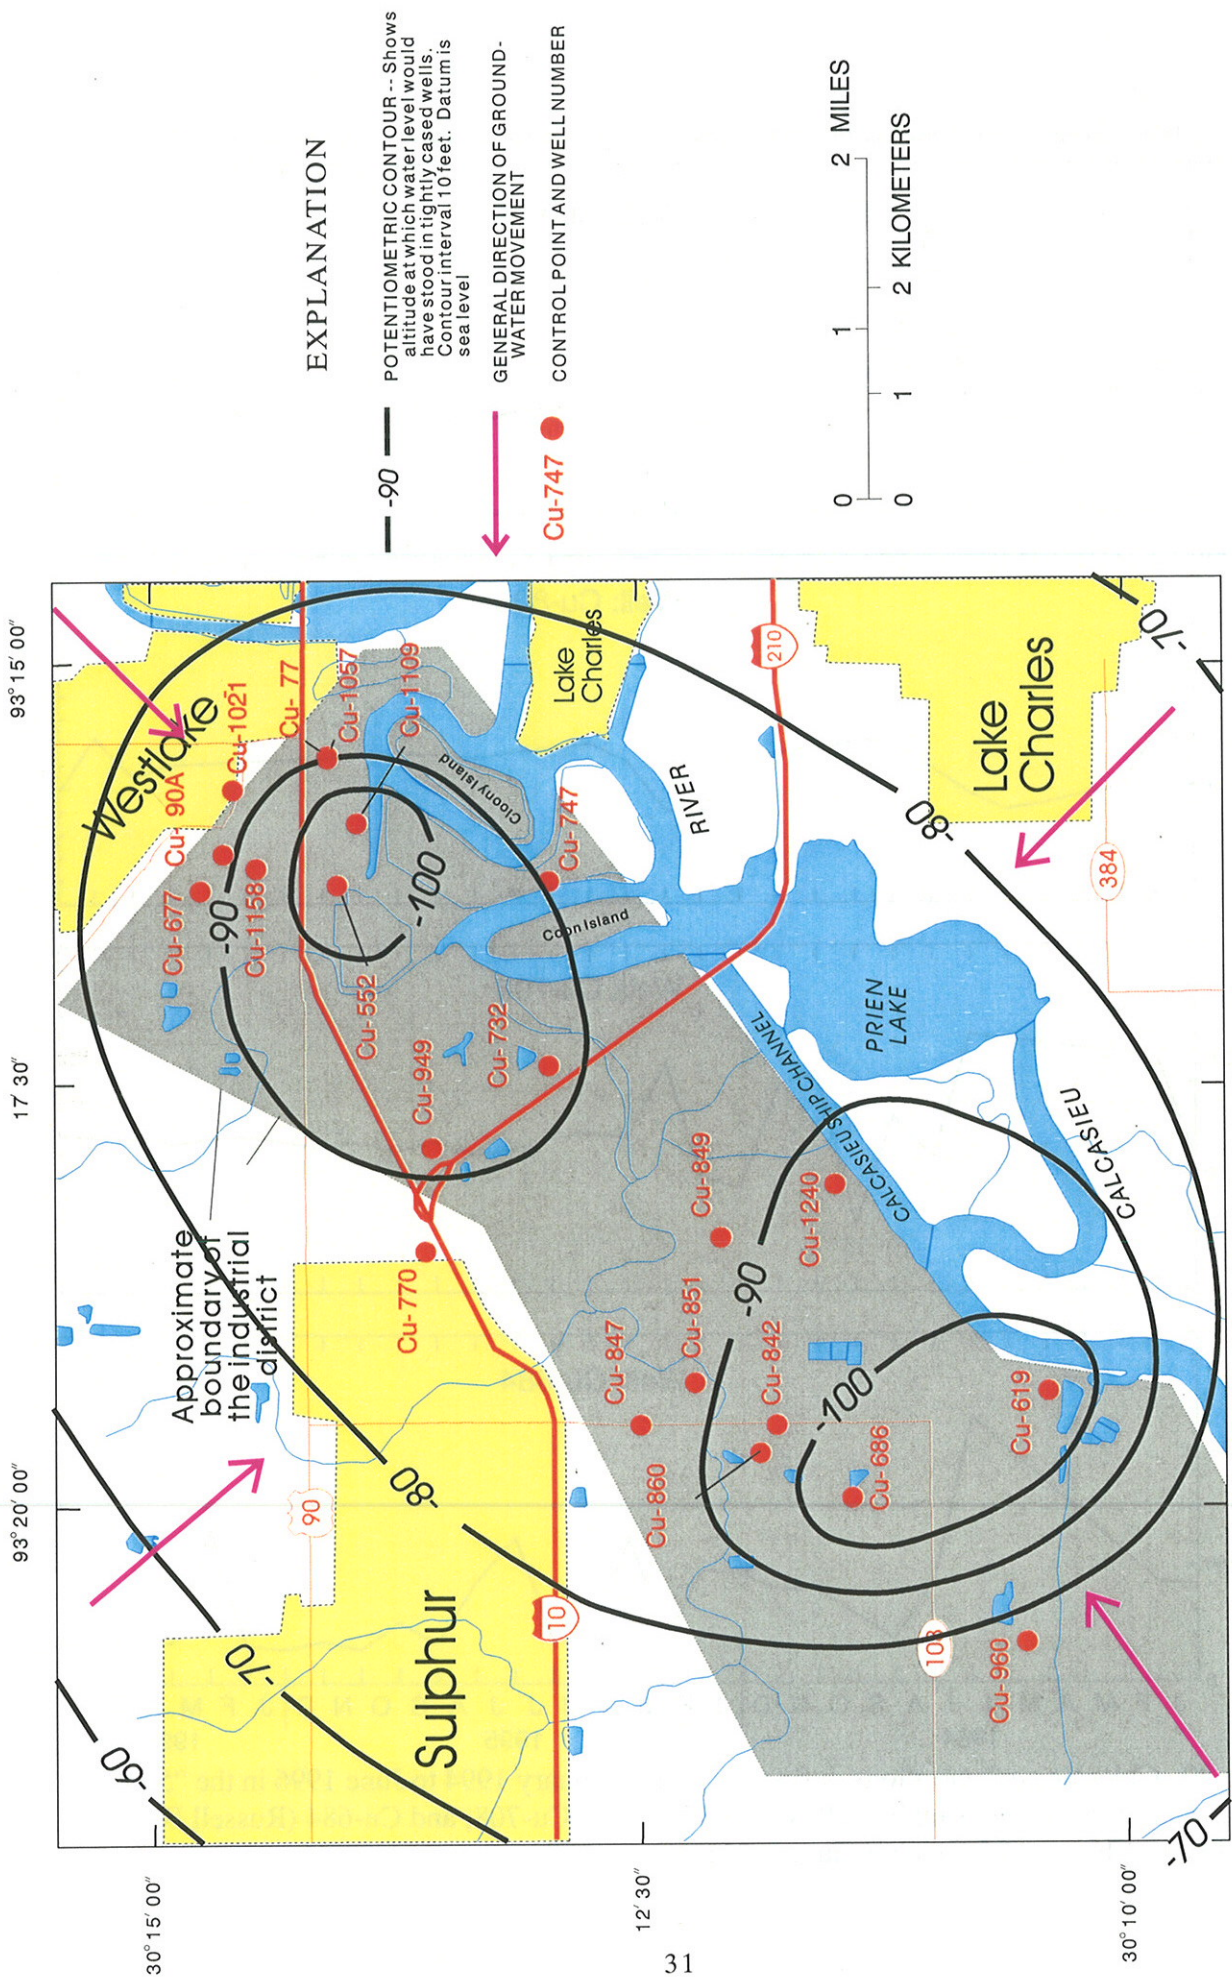 93° 20' 00"
17' 30"
93° 15' 00"
30° 15' 00"
12' 30"
30° 10' 00"
-60
-70
-80
-90
-100
-90
-100
-80
-70
-70
Approximate
boundary of
the industrial
district
Westlake
Sulphur
Lake
Charles
Lake
Charles
Cu-677
Cu- 90A
Cu-1021
Cu-1158
Cu- 77
Cu-1057
Cu-1109
Cu-552
Cu-949
Cu-732
Cu-747
Cu- 770
Cu-847
Cu-851
Cu-849
Cu-860
Cu-842
Cu-1240
Cu-686
Cu-619
Cu-960
Cloony Island
Coon Island
RIVER
CALCASIEU SHIP CHANNEL
PRIEN
LAKE
CALCASIEU
90
10
210
108
384
EXPLANATION
-90
POTENTIOMETRIC CONTOUR -- Shows
altitude at which water level would
have stood in tightly cased wells.
Contour interval 10 feet. Datum is
sea level
GENERAL DIRECTION OF GROUND-
WATER MOVEMENT
Cu-747
CONTROL POINT AND WELL NUMBER
0 1 2 MILES
0 1 2 KILOMETERS
31